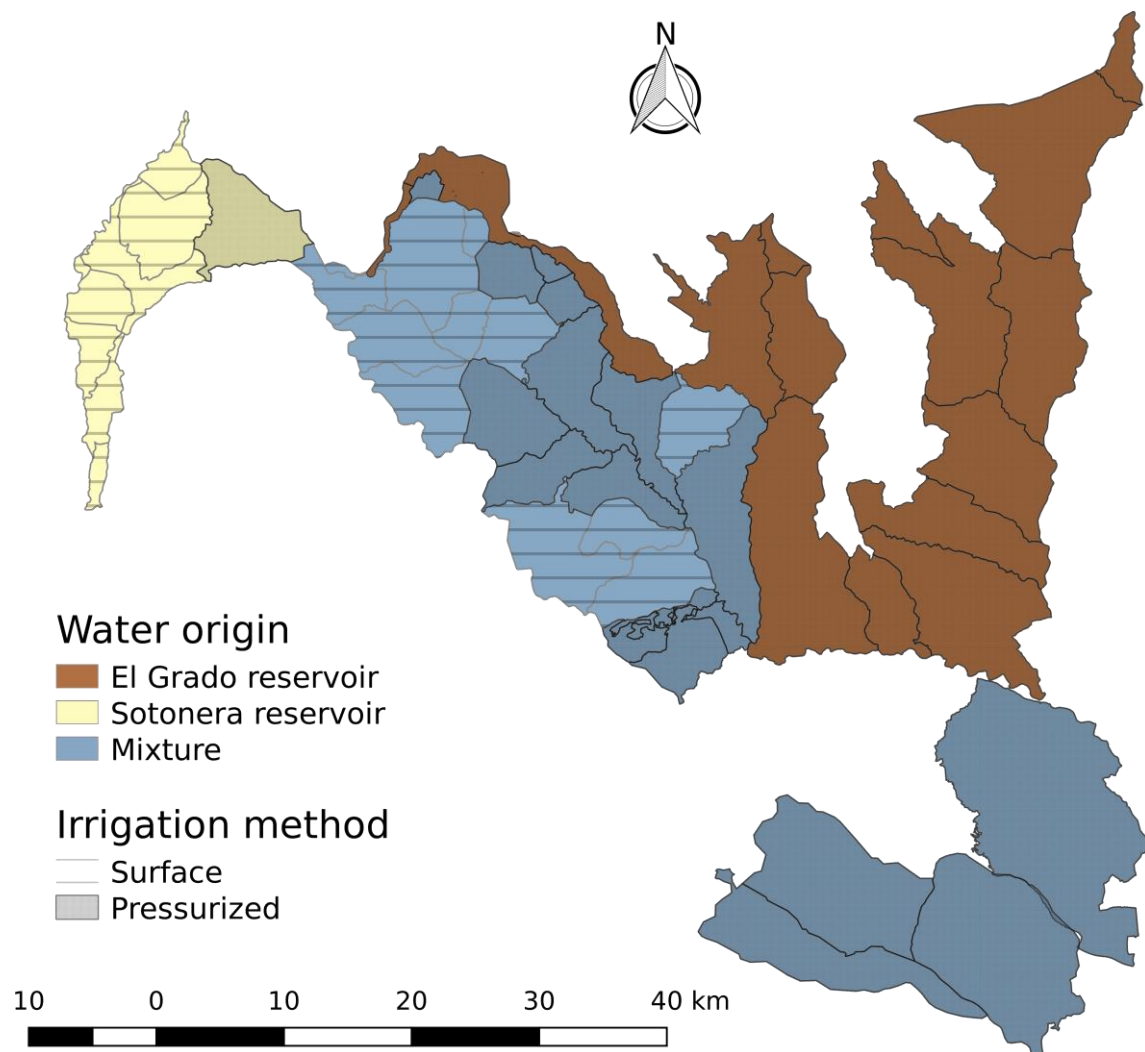 N
Water origin
El Grado reservoir
Sotonera reservoir
Mixture
Irrigation method
Surface
Pressurized
10 0 10 20 30 40 km